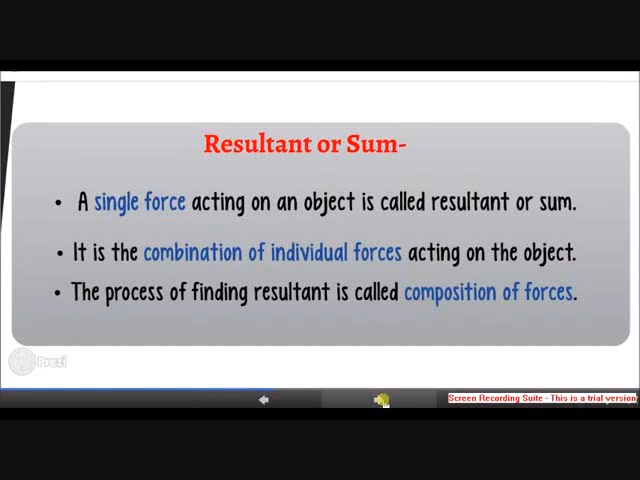 Resultant or Sum-
• A single force acting on an object is called resultant or sum.
• It is the combination of individual forces acting on the object.
• The process of finding resultant is called composition of forces.
Prezi
Screen Recording Suite - This is a trial version